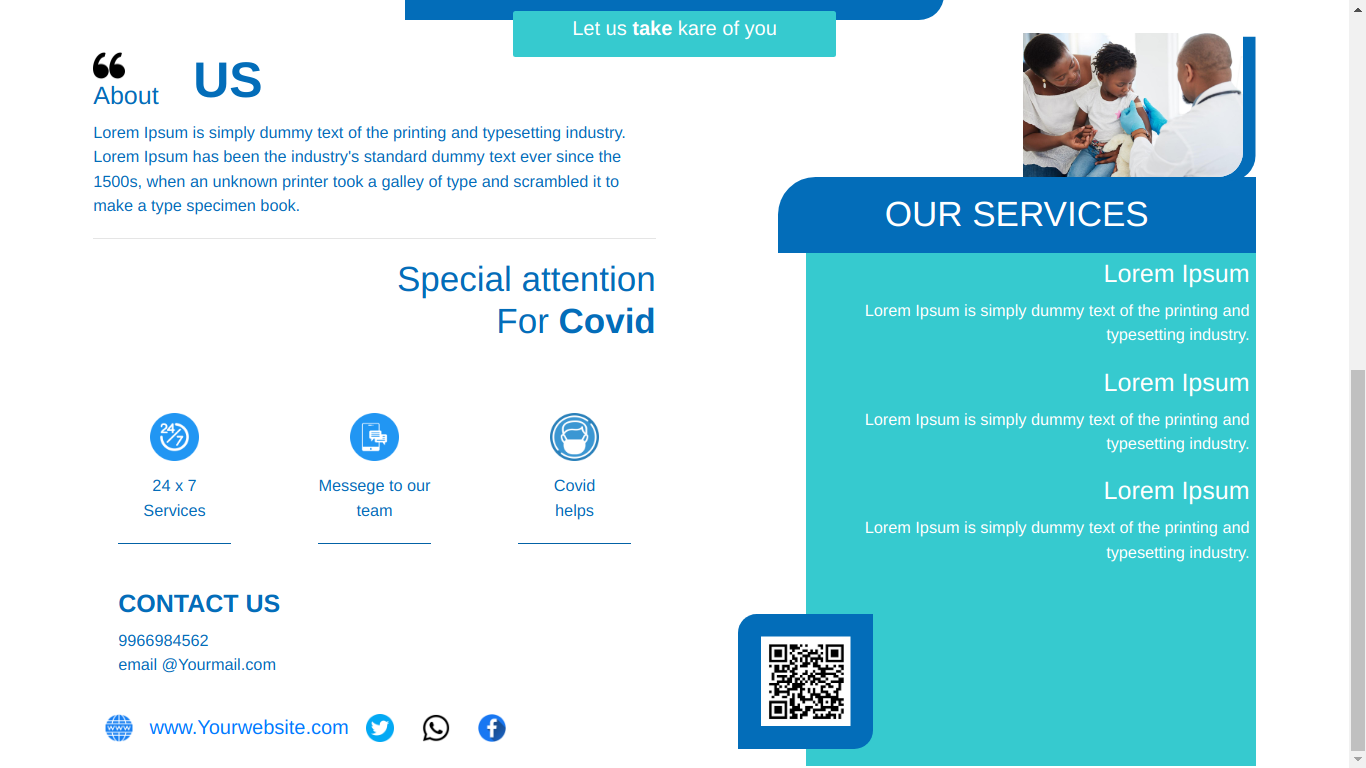 Let us take kare of you
About US
Lorem Ipsum is simply dummy text of the printing and typesetting industry.
Lorem Ipsum has been the industry's standard dummy text ever since the
1500s, when an unknown printer took a galley of type and scrambled it to
make a type specimen book.
Special attention
For Covid
24/7
24 x 7
Services
Messege to our
team
Covid
helps
CONTACT US
9966984562
email @Yourmail.com
WWW
www.Yourwebsite.com
OUR SERVICES
Lorem Ipsum
Lorem Ipsum is simply dummy text of the printing and
typesetting industry.
Lorem Ipsum
Lorem Ipsum is simply dummy text of the printing and
typesetting industry.
Lorem Ipsum
Lorem Ipsum is simply dummy text of the printing and
typesetting industry.